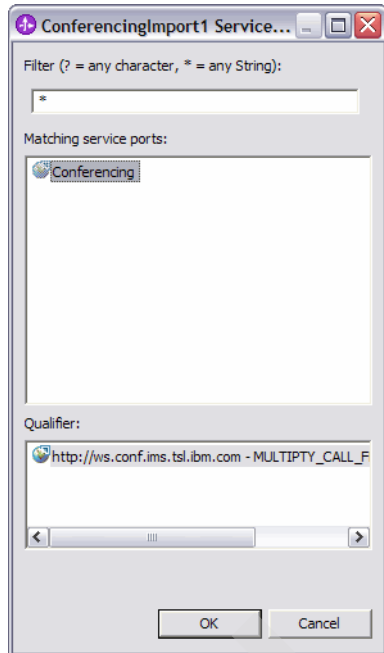 ConferencingImport1 Service...
Filter (? = any character, * = any String):
*
Matching service ports:
Conferencing
Qualifier:
http://ws.conf.ims.tsl.ibm.com - MULTIPTY_CALL_F
OK Cancel